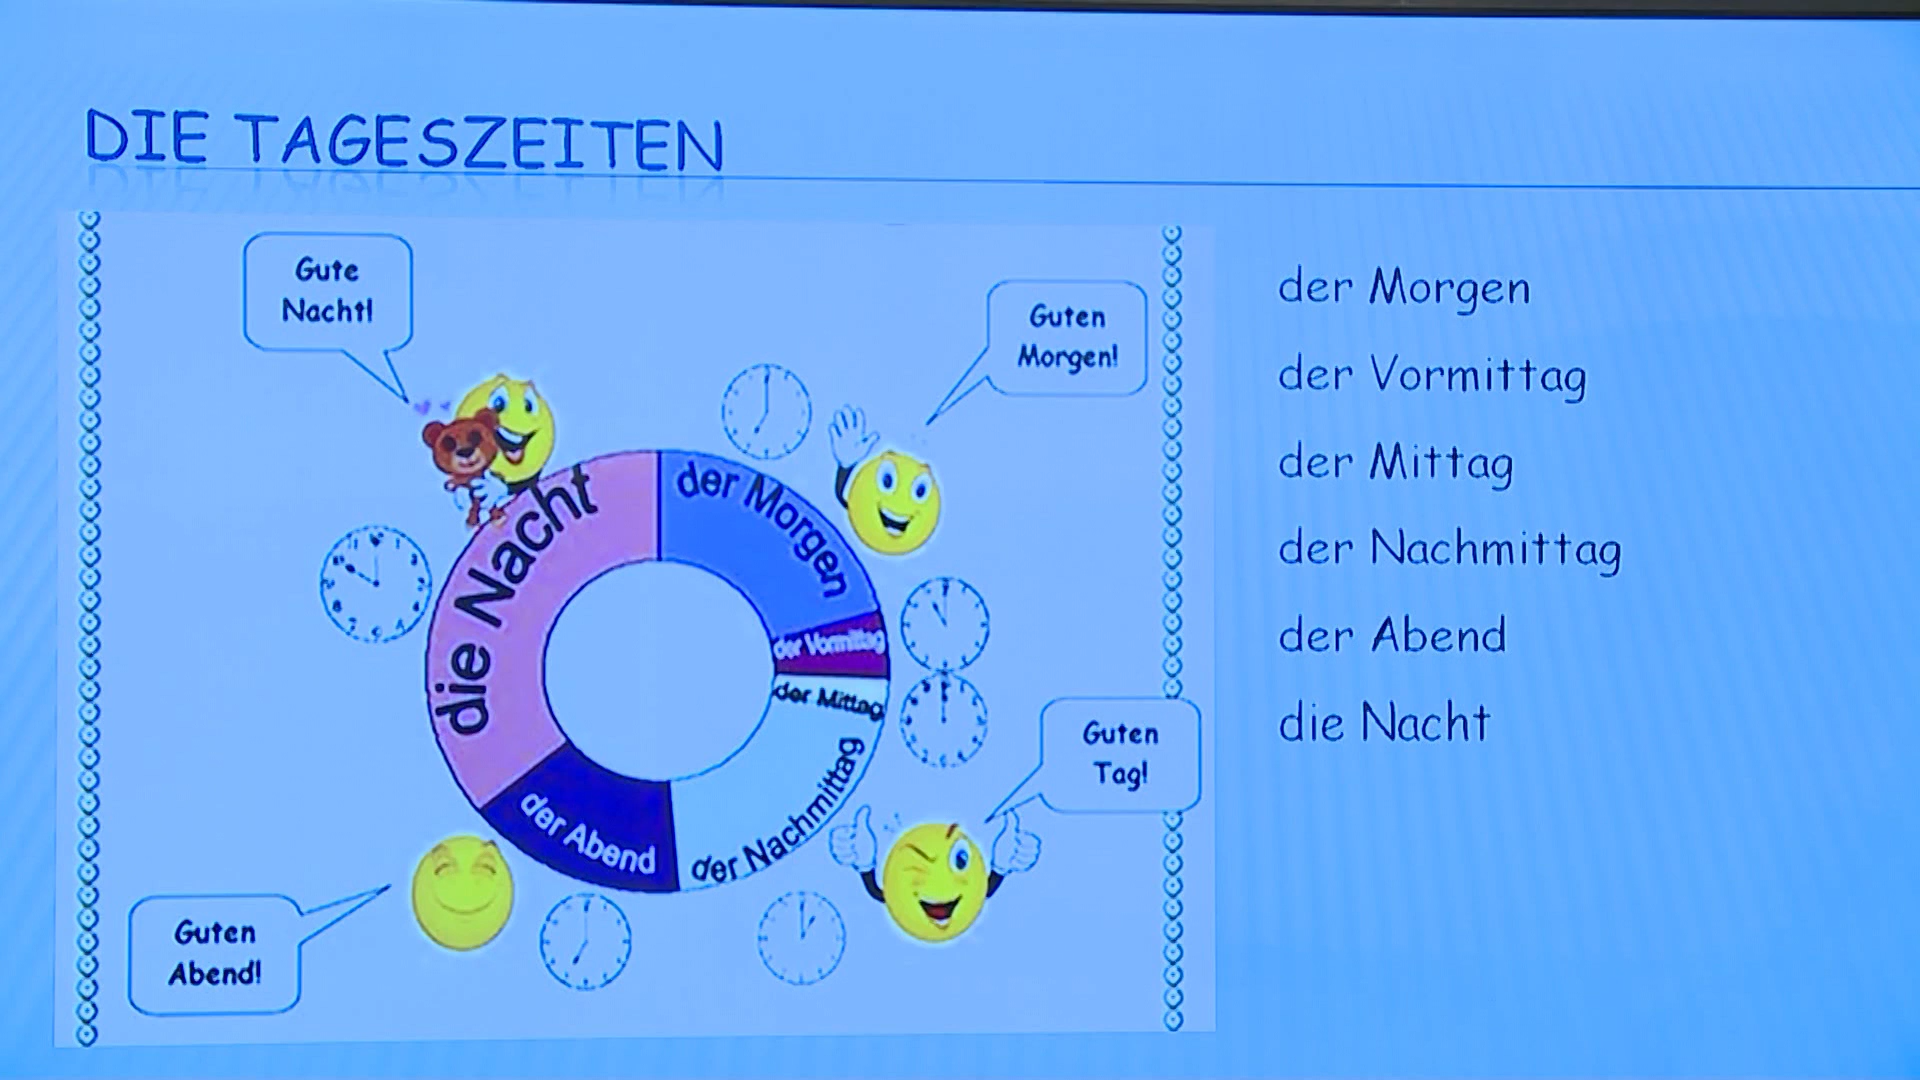 DIE TAGESZEITEN
Gute
Nacht!
Guten
Morgen!
der Morgen
der Vormittag
der Mittag
der Nachmittag
der Abend
die Nacht
die Nacht
der Morgen
der Vormittag
der Mittag
der Nachmittag
der Abend
Guten
Tag!
Guten
Abend!